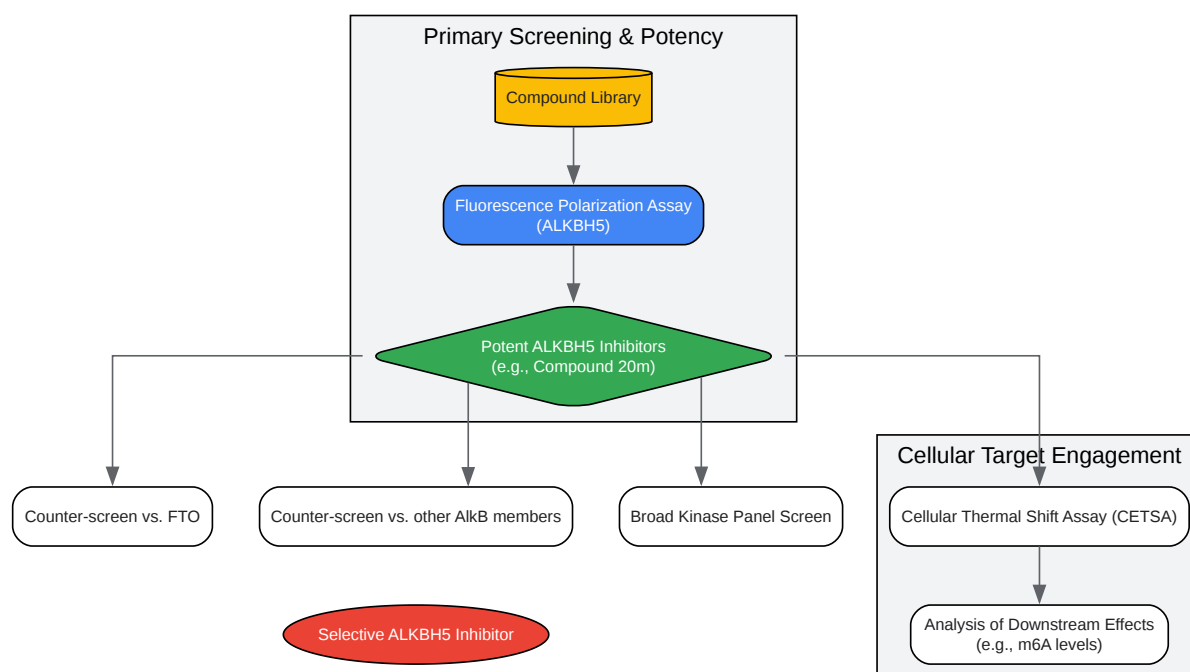 Primary Screening & Potency
Compound Library
Fluorescence Polarization Assay
(ALKBH5)
Potent ALKBH5 Inhibitors
(e.g., Compound 20m)
Cellular Target Engagement
Counter-screen vs. FTO
Counter-screen vs. other AlkB members
Broad Kinase Panel Screen
Cellular Thermal Shift Assay (CETSA)
Selective ALKBH5 Inhibitor
Analysis of Downstream Effects
(e.g., m6A levels)